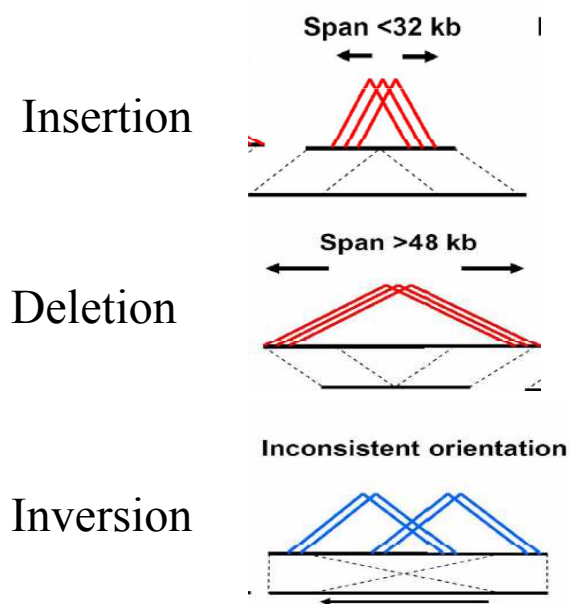 Span <32 kb
Insertion
Span >48 kb
Deletion
Inconsistent orientation
Inversion